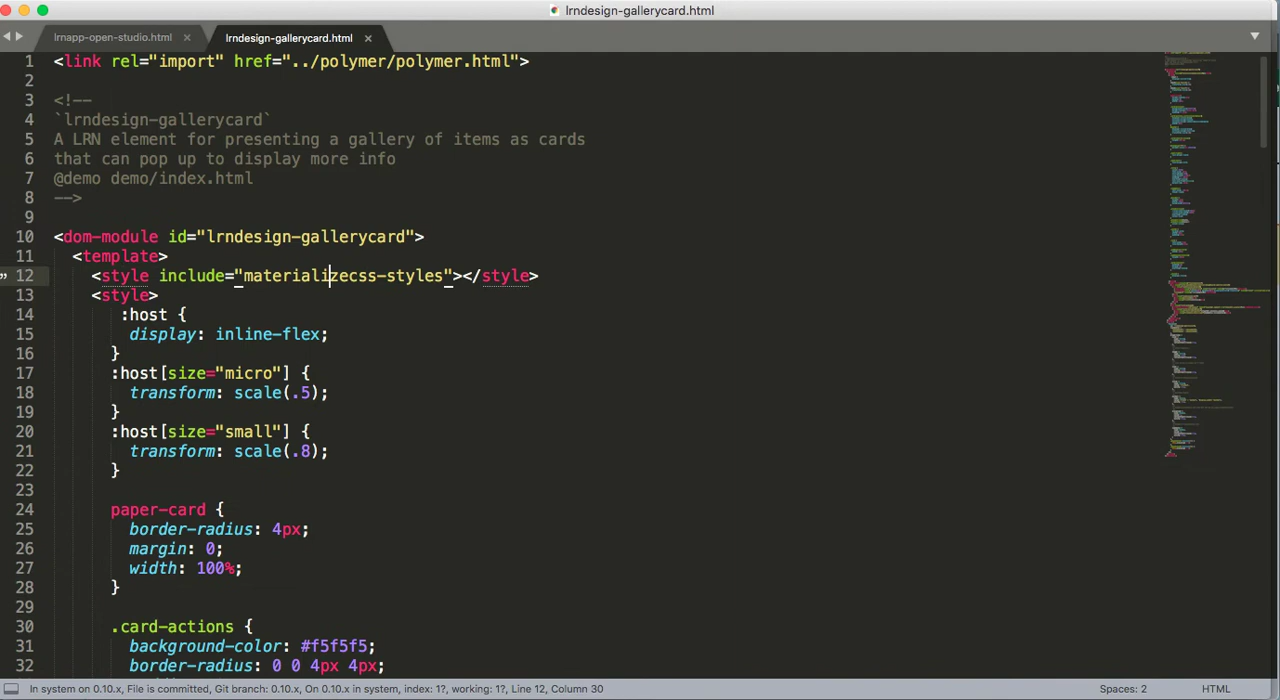 lrndesign-gallerycard.html
lrnapp-open-studio.html × lrndesign-gallerycard.html ×
1 <link rel="import" href="../polymer/polymer.html">
2
3 <!--
4 `lrndesign-gallerycard`
5 A LRN element for presenting a gallery of items as cards
6 that can pop up to display more info
7 @demo demo/index.html
8 -->
9
10 <dom-module id="lrndesign-gallerycard">
11 <template>
12 <style include="materializecss-styles"></style>
13 <style>
14 :host {
15 display: inline-flex;
16 }
17 :host[size="micro"] {
18 transform: scale(.5);
19 }
20 :host[size="small"] {
21 transform: scale(.8);
22 }
23
24 paper-card {
25 border-radius: 4px;
26 margin: 0;
27 width: 100%;
28 }
29
30 .card-actions {
31 background-color: #f5f5f5;
32 border-radius: 0 0 4px 4px;
In system on 0.10.x, File is committed, Git branch: 0.10.x, On 0.10.x in system, index: 1?, working: 1?, Line 12, Column 30 Spaces: 2 HTML